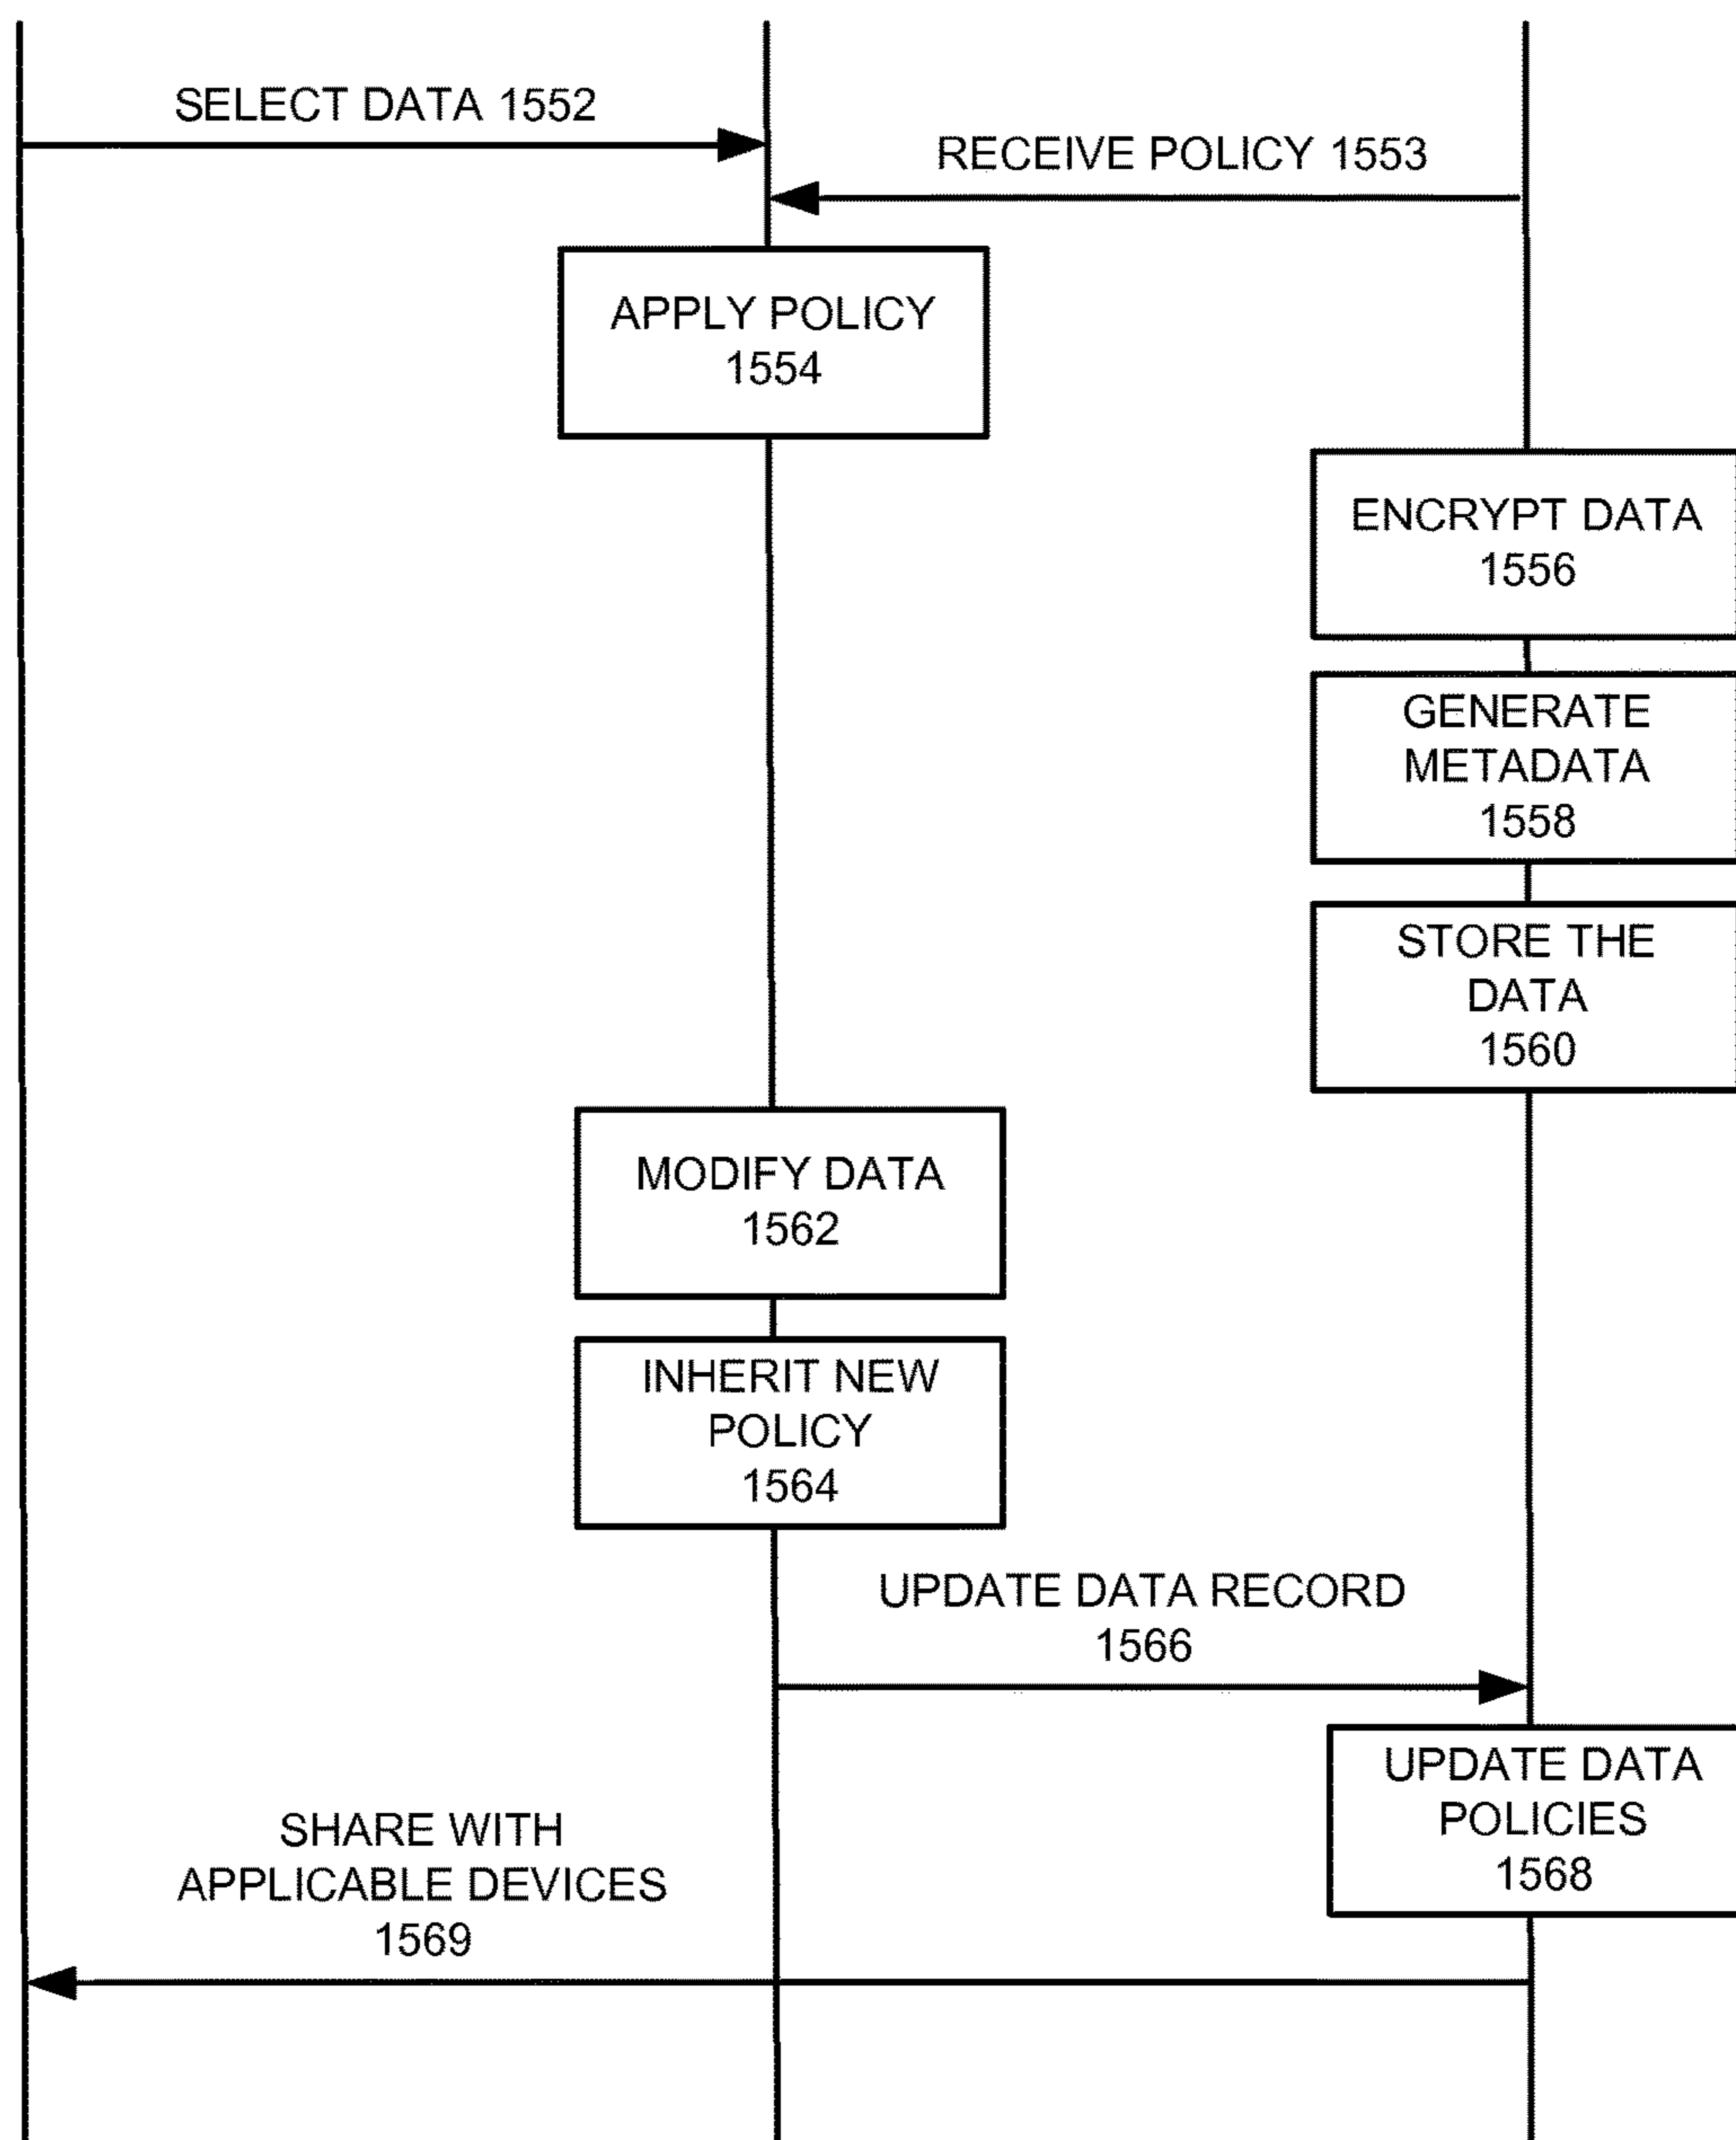 SELECT DATA 1552
RECEIVE POLICY 1553
APPLY POLICY
1554
ENCRYPT DATA
1556
GENERATE
METADATA
1558
STORE THE
DATA
1560
MODIFY DATA
1562
INHERIT NEW
POLICY
1564
UPDATE DATA RECORD
1566
UPDATE DATA
POLICIES
1568
SHARE WITH
APPLICABLE DEVICES
1569